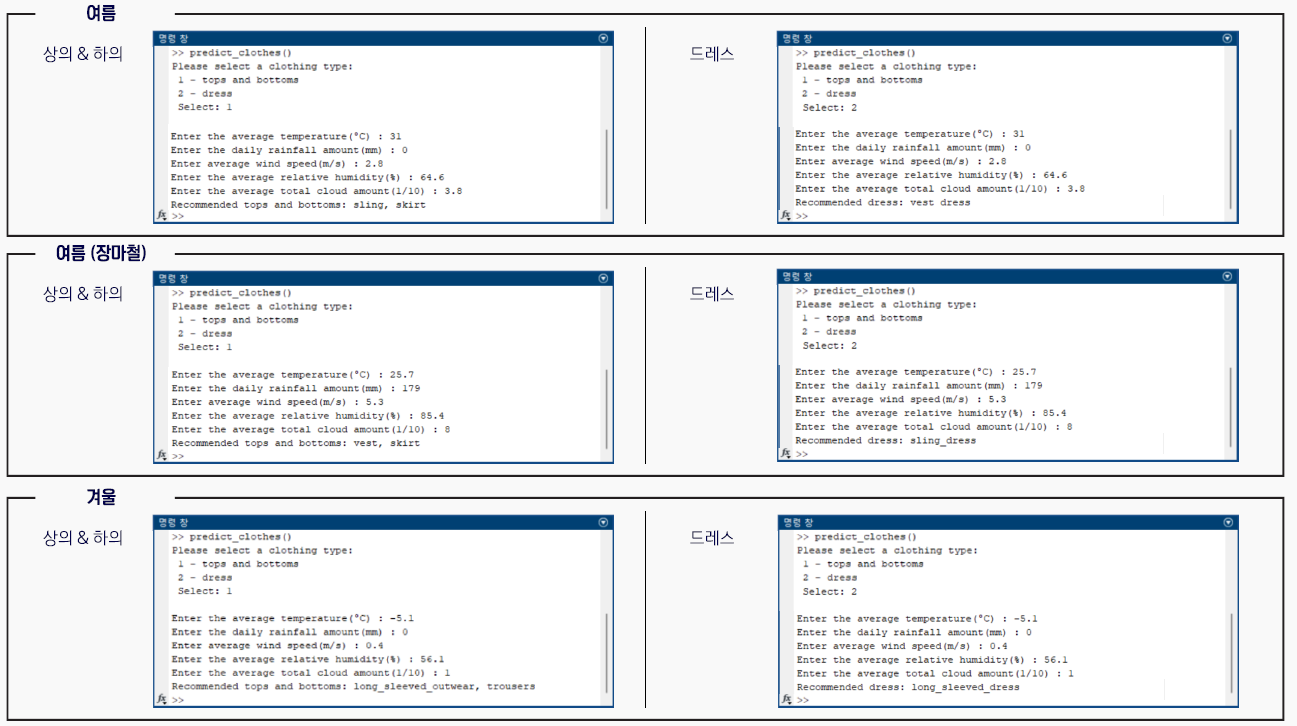 여름
상의 & 하의
명령 창
>> predict_clothes()
Please select a clothing type:
1 - tops and bottoms
2 - dress
Select: 1
Enter the average temperature(°C) : 31
Enter the daily rainfall amount(mm) : 0
Enter average wind speed(m/s) : 2.8
Enter the average relative humidity(%) : 64.6
Enter the average total cloud amount(1/10) : 3.8
Recommended tops and bottoms: sling, skirt
fx >>
드레스
명령 창
>> predict_clothes()
Please select a clothing type:
1 - tops and bottoms
2 - dress
Select: 2
Enter the average temperature(°C) : 31
Enter the daily rainfall amount(mm) : 0
Enter average wind speed(m/s) : 2.8
Enter the average relative humidity(%) : 64.6
Enter the average total cloud amount(1/10) : 3.8
Recommended dress: vest dress
fx >>
여름 (장마철)
상의 & 하의
명령 창
>> predict_clothes()
Please select a clothing type:
1 - tops and bottoms
2 - dress
Select: 1
Enter the average temperature(°C) : 25.7
Enter the daily rainfall amount(mm) : 179
Enter average wind speed(m/s) : 5.3
Enter the average relative humidity(%) : 85.4
Enter the average total cloud amount(1/10) : 8
Recommended tops and bottoms: vest, skirt
fx >>
드레스
명령 창
>> predict_clothes()
Please select a clothing type:
1 - tops and bottoms
2 - dress
Select: 2
Enter the average temperature(°C) : 25.7
Enter the daily rainfall amount(mm) : 179
Enter average wind speed(m/s) : 5.3
Enter the average relative humidity(%) : 85.4
Enter the average total cloud amount(1/10) : 8
Recommended dress: sling_dress
fx >>
겨울
상의 & 하의
명령 창
>> predict_clothes()
Please select a clothing type:
1 - tops and bottoms
2 - dress
Select: 1
Enter the average temperature(°C) : -5.1
Enter the daily rainfall amount(mm) : 0
Enter average wind speed(m/s) : 0.4
Enter the average relative humidity(%) : 56.1
Enter the average total cloud amount(1/10) : 1
Recommended tops and bottoms: long_sleeved_outwear, trousers
fx >>
드레스
명령 창
>> predict_clothes()
Please select a clothing type:
1 - tops and bottoms
2 - dress
Select: 2
Enter the average temperature(°C) : -5.1
Enter the daily rainfall amount(mm) : 0
Enter average wind speed(m/s) : 0.4
Enter the average relative humidity(%) : 56.1
Enter the average total cloud amount(1/10) : 1
Recommended dress: long_sleeved_dress
fx >>